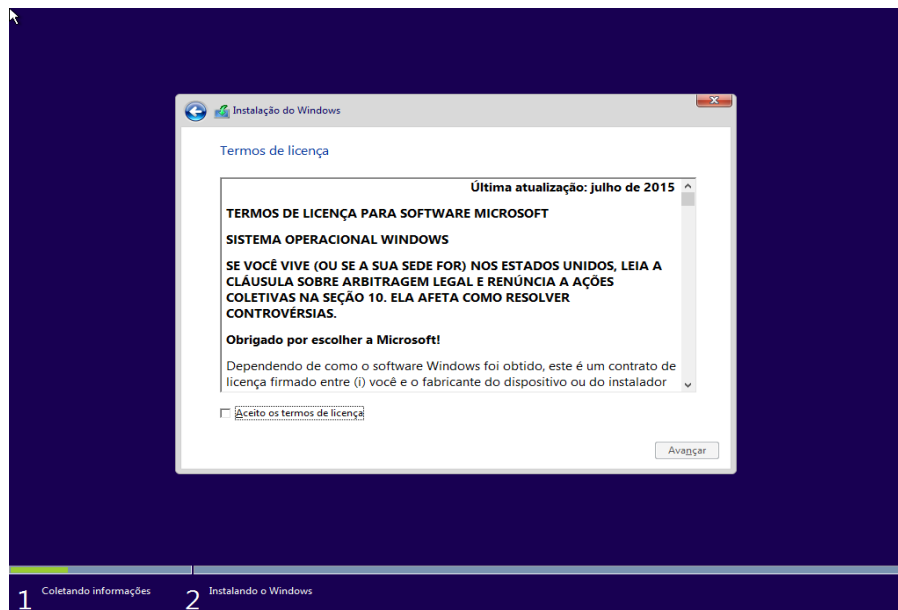 Instalação do Windows
Termos de licença
Última atualização: julho de 2015
TERMOS DE LICENÇA PARA SOFTWARE MICROSOFT
SISTEMA OPERACIONAL WINDOWS
SE VOCÊ VIVE (OU SE A SUA SEDE FOR) NOS ESTADOS UNIDOS, LEIA A
CLÁUSULA SOBRE ARBITRAGEM LEGAL E RENÚNCIA A AÇÕES
COLETIVAS NA SEÇÃO 10. ELA AFETA COMO RESOLVER
CONTROVÉRSIAS.
Obrigado por escolher a Microsoft!
Dependendo de como o software Windows foi obtido, este é um contrato de
licença firmado entre (i) você e o fabricante do dispositivo ou do instalador
Aceito os termos de licença
Avançar
1 Coletando informações
2 Instalando o Windows